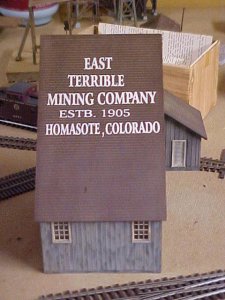 EAST
TERRIBLE
MINING COMPANY
ESTB. 1905
HOMASOTE, COLORADO